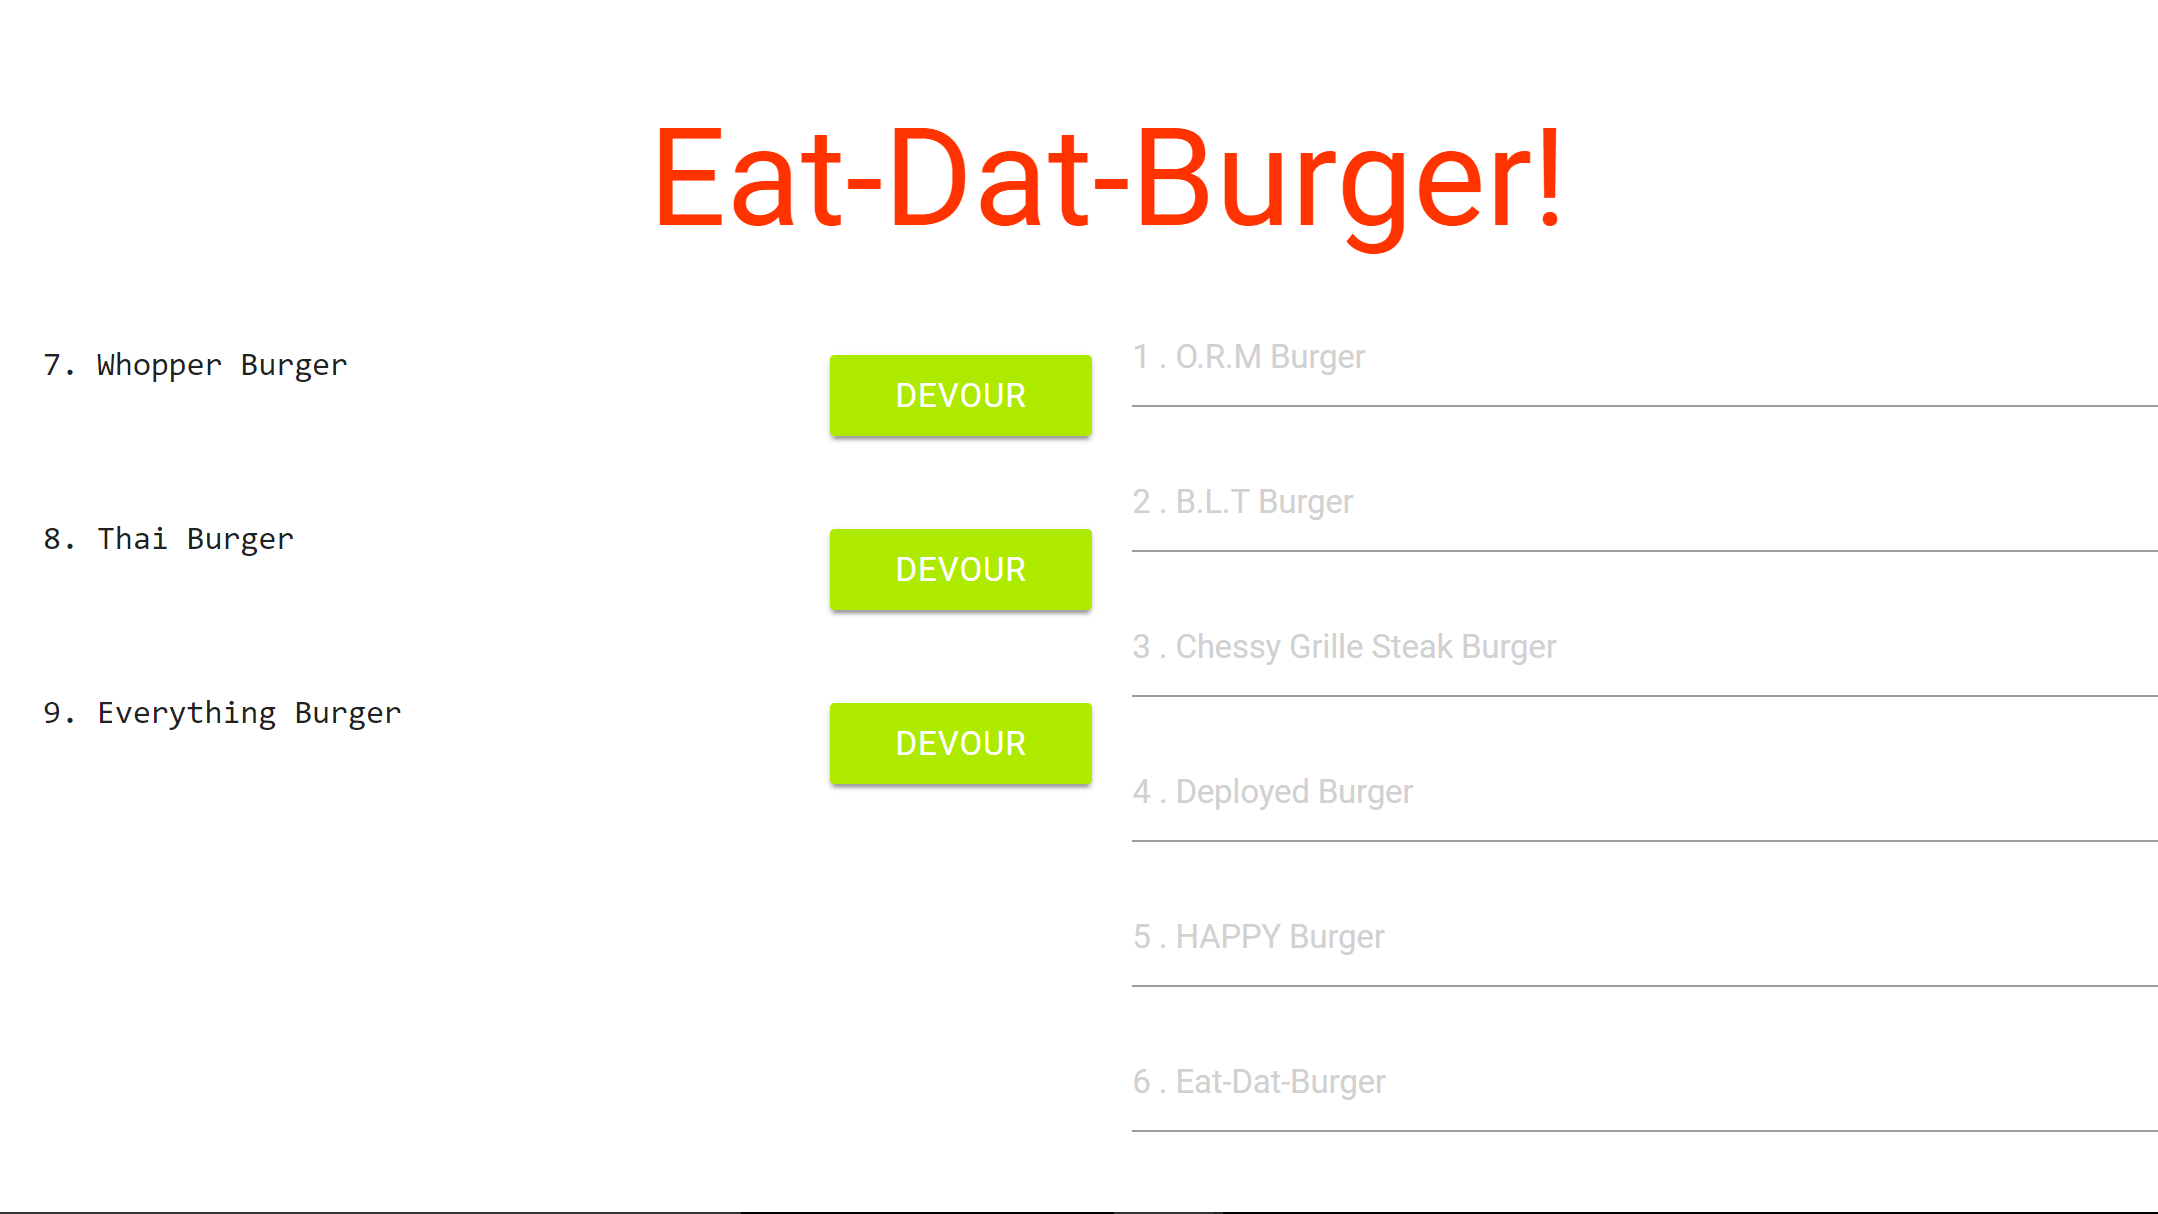 Eat-Dat-Burger!
7. Whopper Burger
DEVOUR
8. Thai Burger
DEVOUR
9. Everything Burger
DEVOUR
1 . O.R.M Burger
2 . B.L.T Burger
3 . Chessy Grille Steak Burger
4 . Deployed Burger
5 . HAPPY Burger
6 . Eat-Dat-Burger